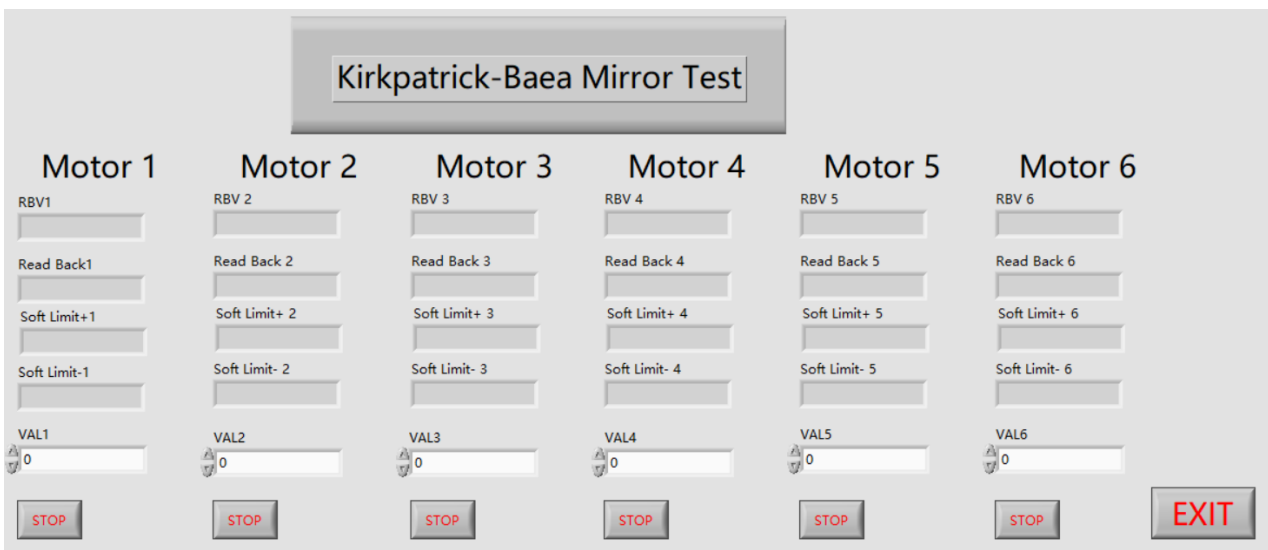 Kirkpatrick-Baea Mirror Test
Motor 1 Motor 2 Motor 3 Motor 4 Motor 5 Motor 6
RBV1 RBV 2 RBV 3 RBV 4 RBV 5 RBV 6
Read Back1 Read Back 2 Read Back 3 Read Back 4 Read Back 5 Read Back 6
Soft Limit+1 Soft Limit+ 2 Soft Limit+ 3 Soft Limit+ 4 Soft Limit+ 5 Soft Limit+ 6
Soft Limit-1 Soft Limit- 2 Soft Limit- 3 Soft Limit- 4 Soft Limit- 5 Soft Limit- 6
VAL1 VAL2 VAL3 VAL4 VAL5 VAL6
0 0 0 0 0 0
STOP STOP STOP STOP STOP STOP EXIT